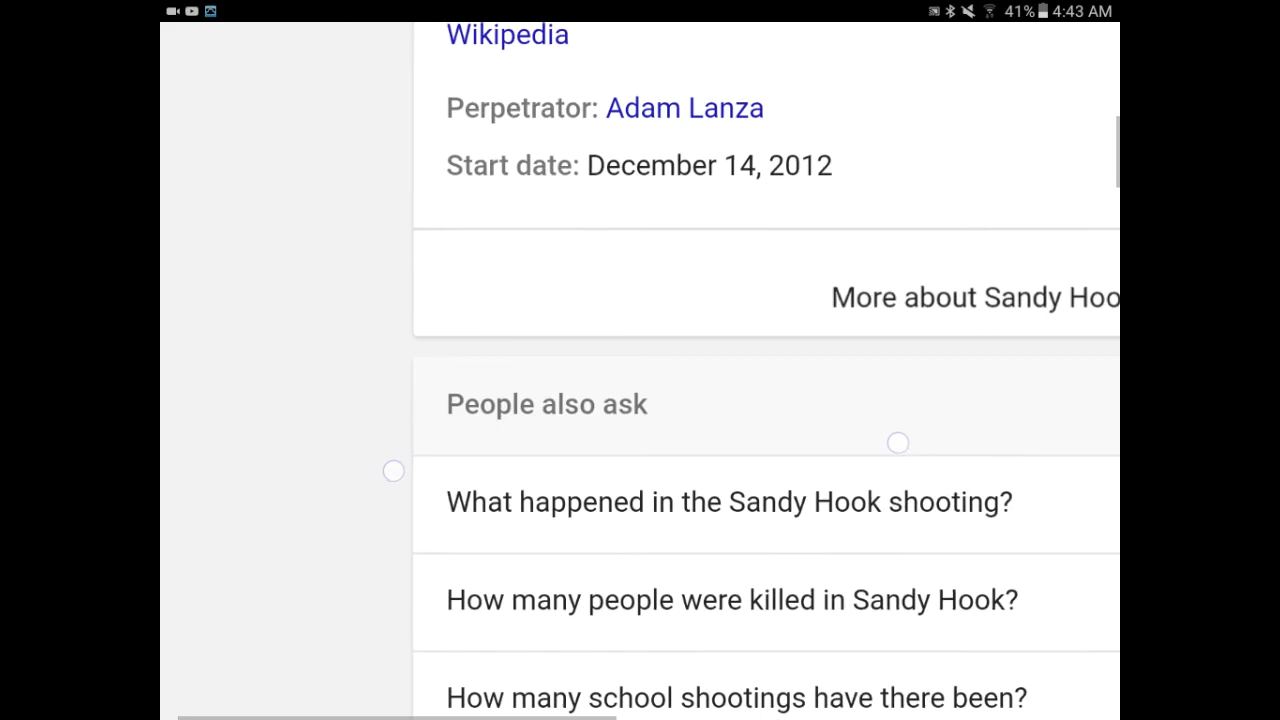 41% 4:43 AM
Wikipedia
Perpetrator: Adam Lanza
Start date: December 14, 2012
More about Sandy Hoo
People also ask
What happened in the Sandy Hook shooting?
How many people were killed in Sandy Hook?
How many school shootings have there been?